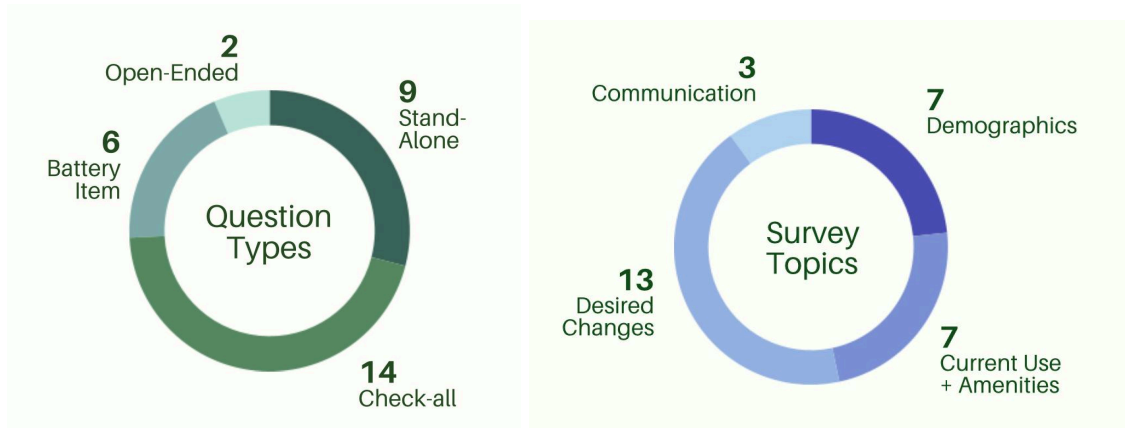 2
Open-Ended
9
Stand-
Alone
6
Battery
Item
Question
Types
14
Check-all
3
Communication
7
Demographics
Survey
Topics
13
Desired
Changes
7
Current Use
+ Amenities